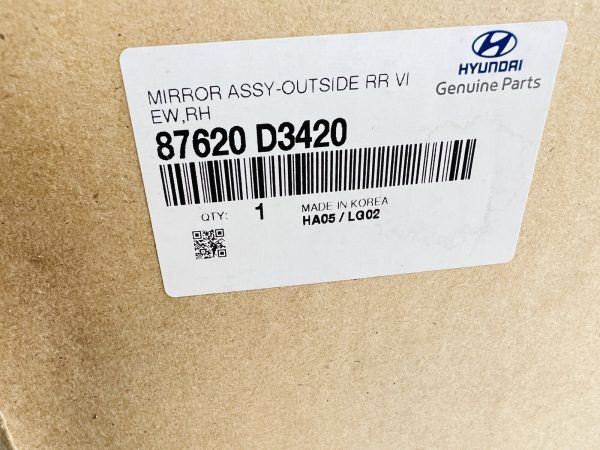 HYUNDAI
Genuine Parts
MIRROR ASSY-OUTSIDE RR VI
EW,RH
87620 D3420
QTY: 1 MADE IN KOREA
HA05 / LG02